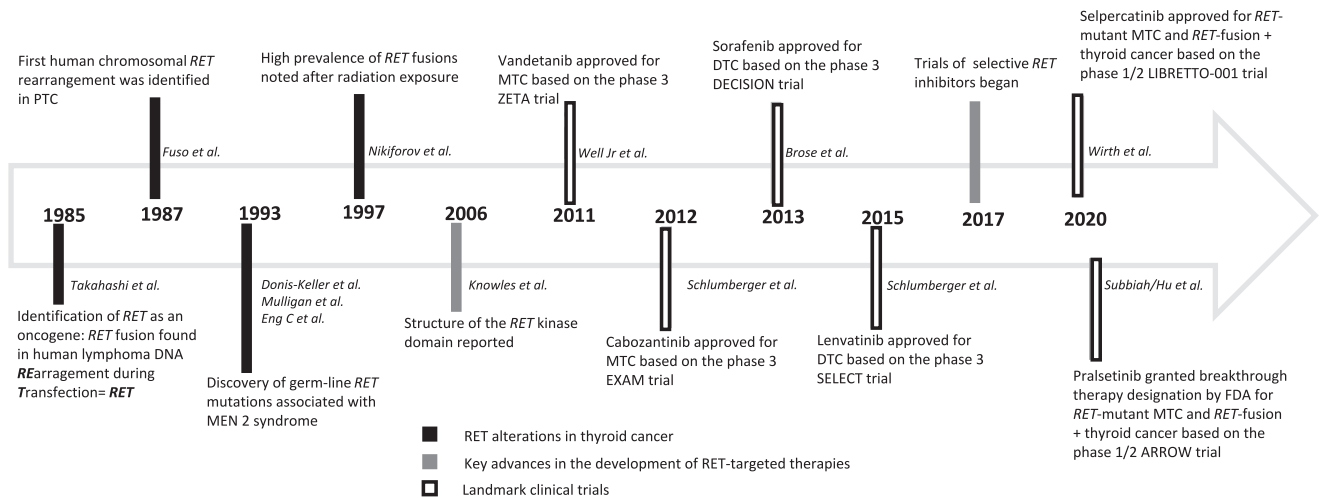 First human chromosomal RET
rearrangement was identified
in PTC
Fuso et al.
High prevalence of RET fusions
noted after radiation exposure
Nikiforov et al.
Vandetanib approved for
MTC based on the phase 3
ZETA trial
Well Jr et al.
Sorafenib approved for
DTC based on the phase 3
DECISION trial
Brose et al.
Trials of selective RET
inhibitors began
Selpercatinib approved for RET-
mutant MTC and RET-fusion +
thyroid cancer based on the
phase 1/2 LIBRETTO-001 trial
Wirth et al.
1985 1987 1993 1997 2006 2011 2012 2013 2015 2017 2020
Takahashi et al.
Identification of RET as an
oncogene: RET fusion found
in human lymphoma DNA
REarragement during
Transfection= RET
Donis-Keller et al.
Mulligan et al.
Eng C et al.
Discovery of germ-line RET
mutations associated with
MEN 2 syndrome
Knowles et al.
Structure of the RET kinase
domain reported
Schlumberger et al.
Cabozantinib approved for
MTC based on the phase 3
EXAM trial
Schlumberger et al.
Lenvatinib approved for
DTC based on the phase 3
SELECT trial
Subbiah/Hu et al.
Pralsetinib granted breakthrough
therapy designation by FDA for
RET-mutant MTC and RET-fusion
+ thyroid cancer based on the
phase 1/2 ARROW trial
RET alterations in thyroid cancer
Key advances in the development of RET-targeted therapies
Landmark clinical trials